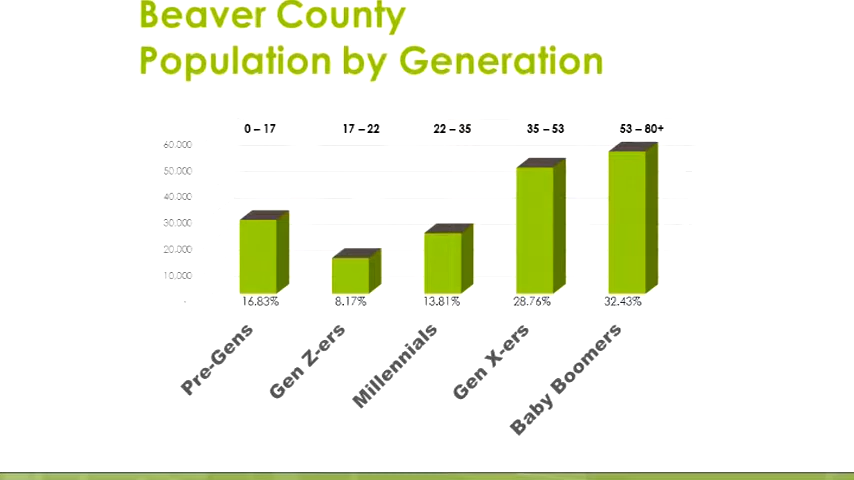 Beaver County
Population by Generation
0 – 17 17 – 22 22 – 35 35 – 53 53 – 80+
60,000
50,000
40,000
30,000
20,000
10,000
-
16.83% 8.17% 13.81% 28.76% 32.43%
Pre-Gens Gen Z-ers Millennials Gen X-ers Baby Boomers